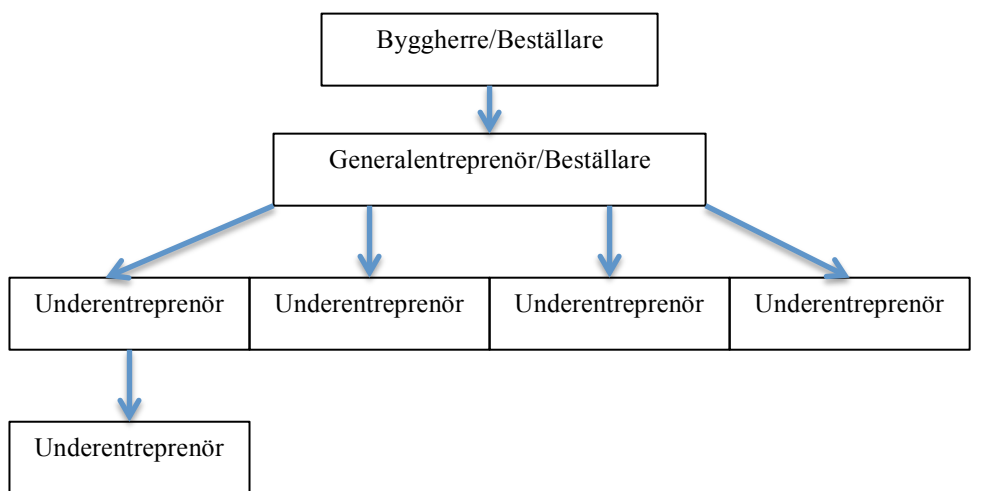 Byggherre/Beställare
Generalentreprenör/Beställare
Underentreprenör Underentreprenör Underentreprenör Underentreprenör
Underentreprenör